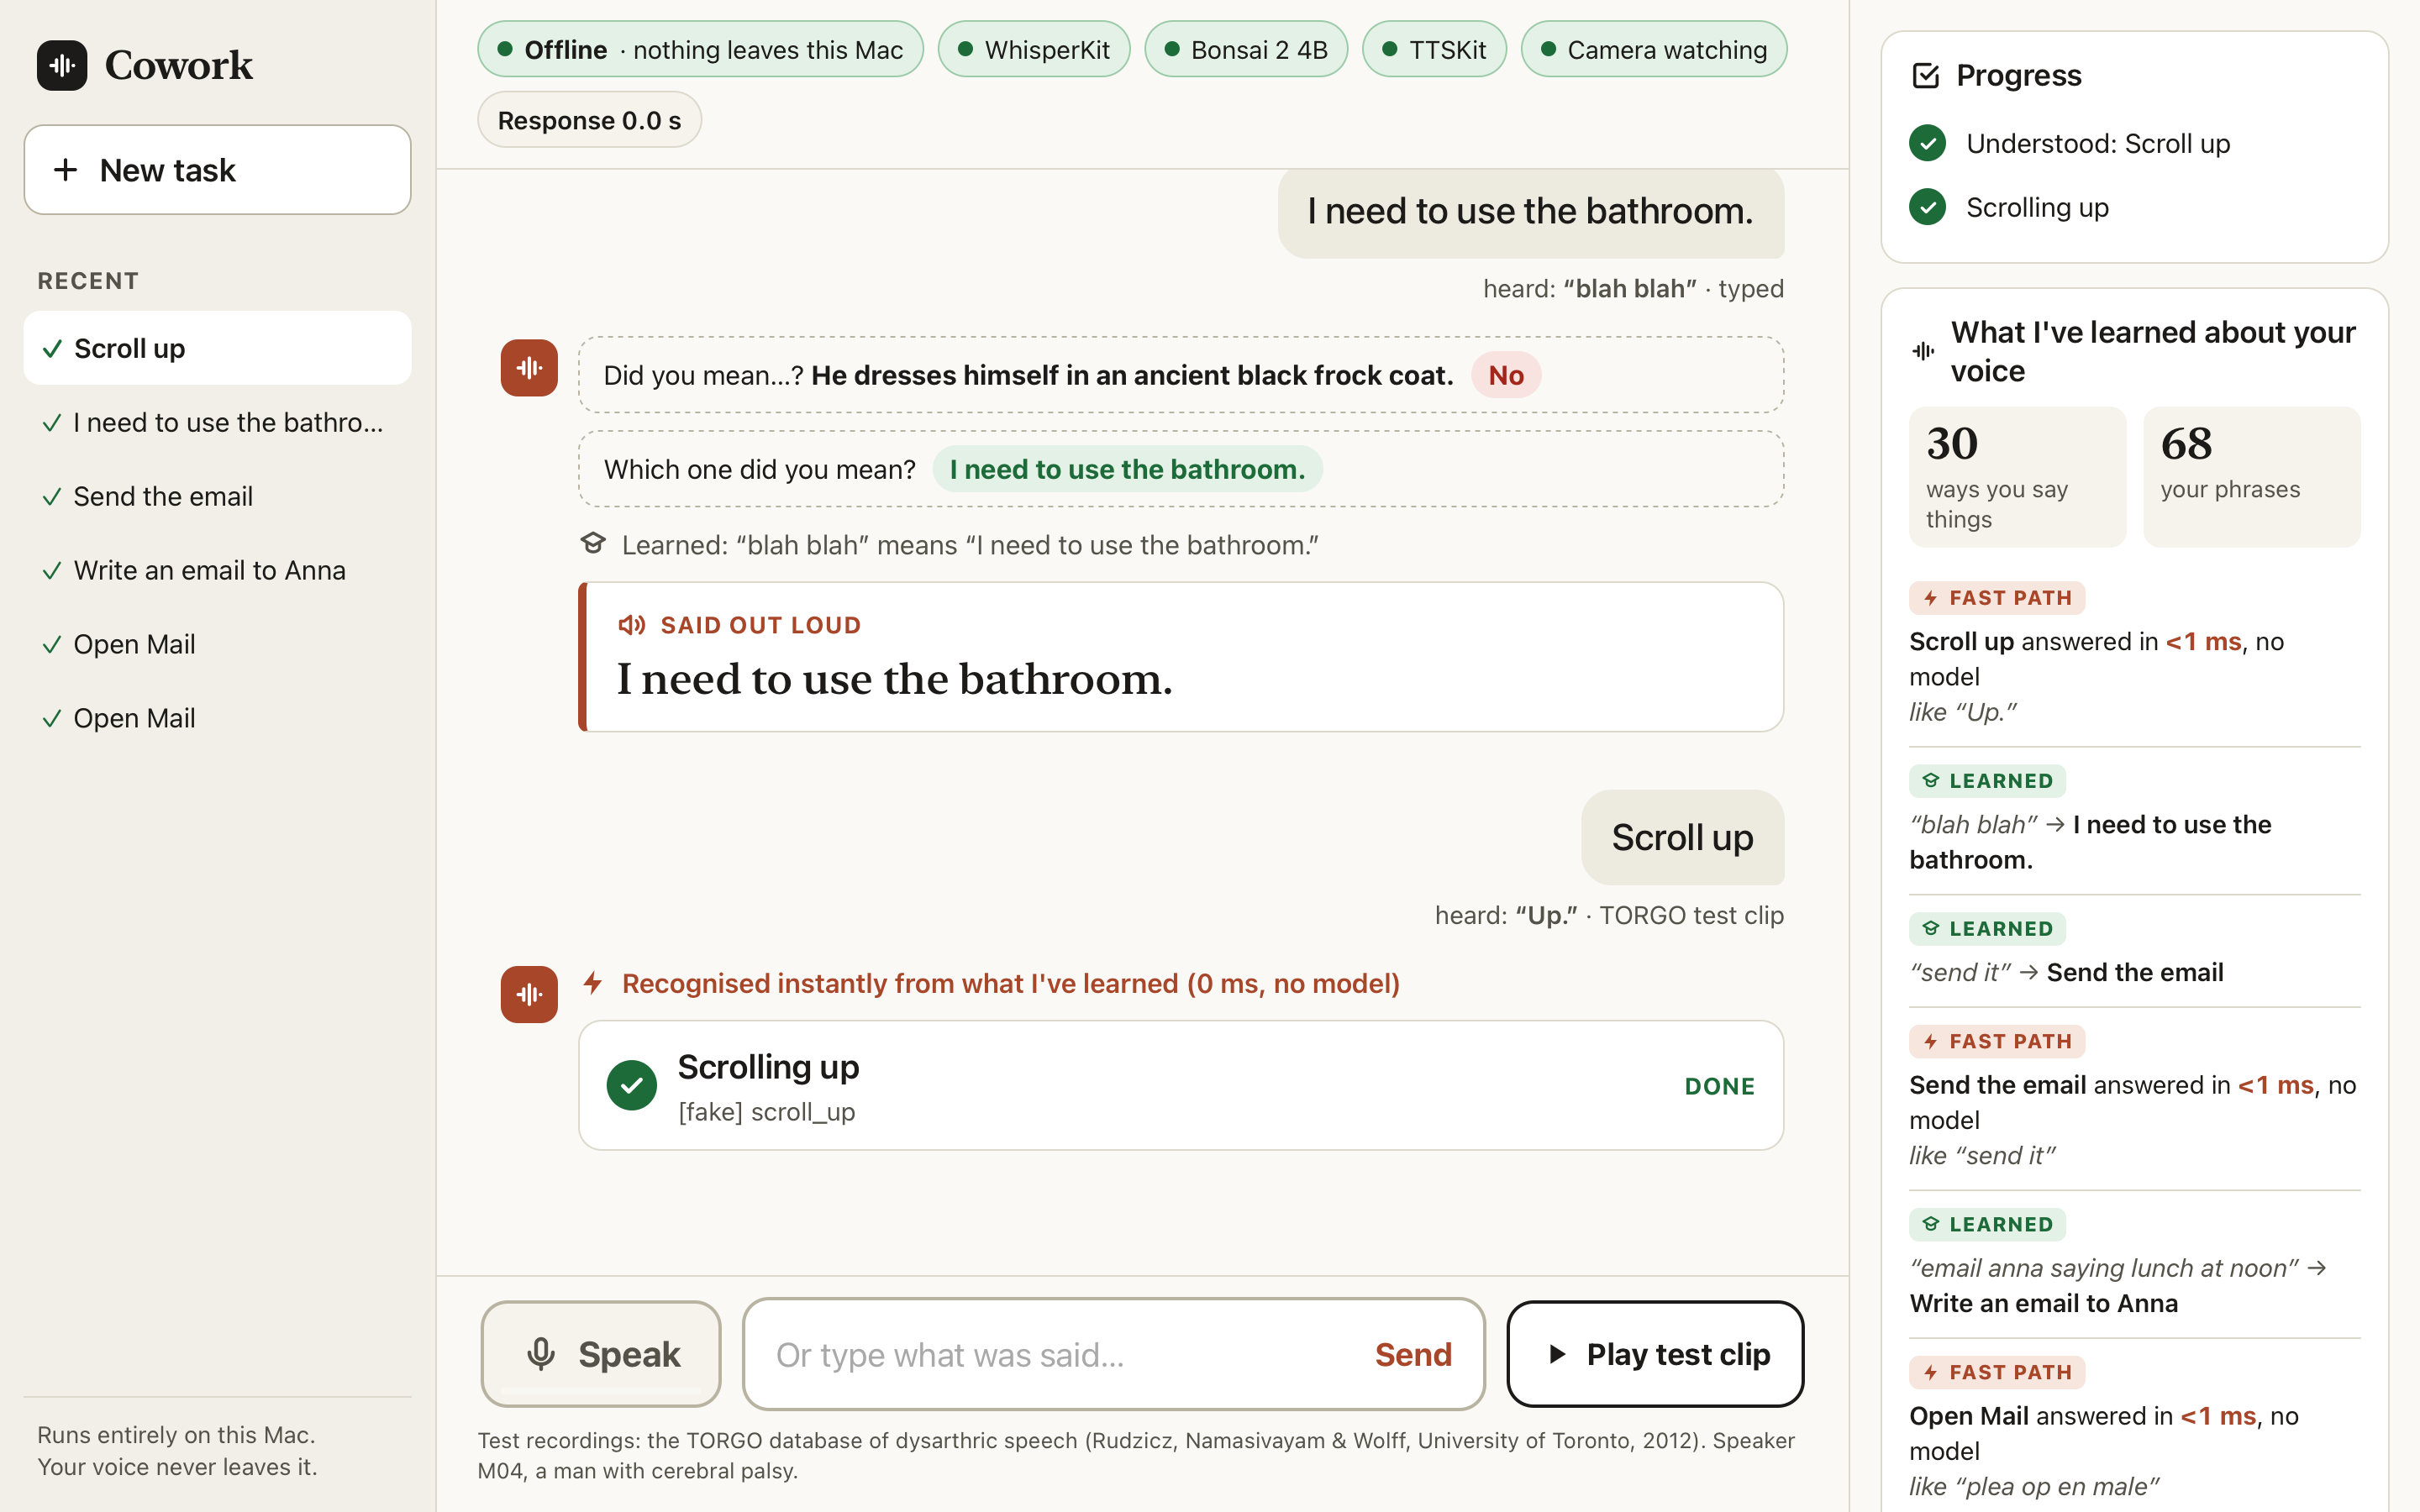 Cowork
New task
RECENT
Scroll up
I need to use the bathro...
Send the email
Write an email to Anna
Open Mail
Open Mail
Runs entirely on this Mac.
Your voice never leaves it.
Offline · nothing leaves this Mac
WhisperKit
Bonsai 2 4B
TTSKit
Camera watching
Response 0.0 s
I need to use the bathroom.
heard: “blah blah” · typed
Did you mean...? He dresses himself in an ancient black frock coat. No
Which one did you mean? I need to use the bathroom.
Learned: “blah blah” means “I need to use the bathroom.”
SAID OUT LOUD
I need to use the bathroom.
Scroll up
heard: “Up.” · TORGO test clip
Recognised instantly from what I've learned (0 ms, no model)
Scrolling up
[fake] scroll_up
DONE
Speak
Or type what was said...
Send
Play test clip
Test recordings: the TORGO database of dysarthric speech (Rudzicz, Namasivayam & Wolff, University of Toronto, 2012). Speaker
M04, a man with cerebral palsy.
Progress
Understood: Scroll up
Scrolling up
What I've learned about your
voice
30
ways you say
things
68
your phrases
FAST PATH
Scroll up answered in <1 ms, no
model
like “Up.”
LEARNED
“blah blah” → I need to use the
bathroom.
LEARNED
“send it” → Send the email
FAST PATH
Send the email answered in <1 ms, no
model
like “send it”
LEARNED
“email anna saying lunch at noon” →
Write an email to Anna
FAST PATH
Open Mail answered in <1 ms, no
model
like “plea op en male”